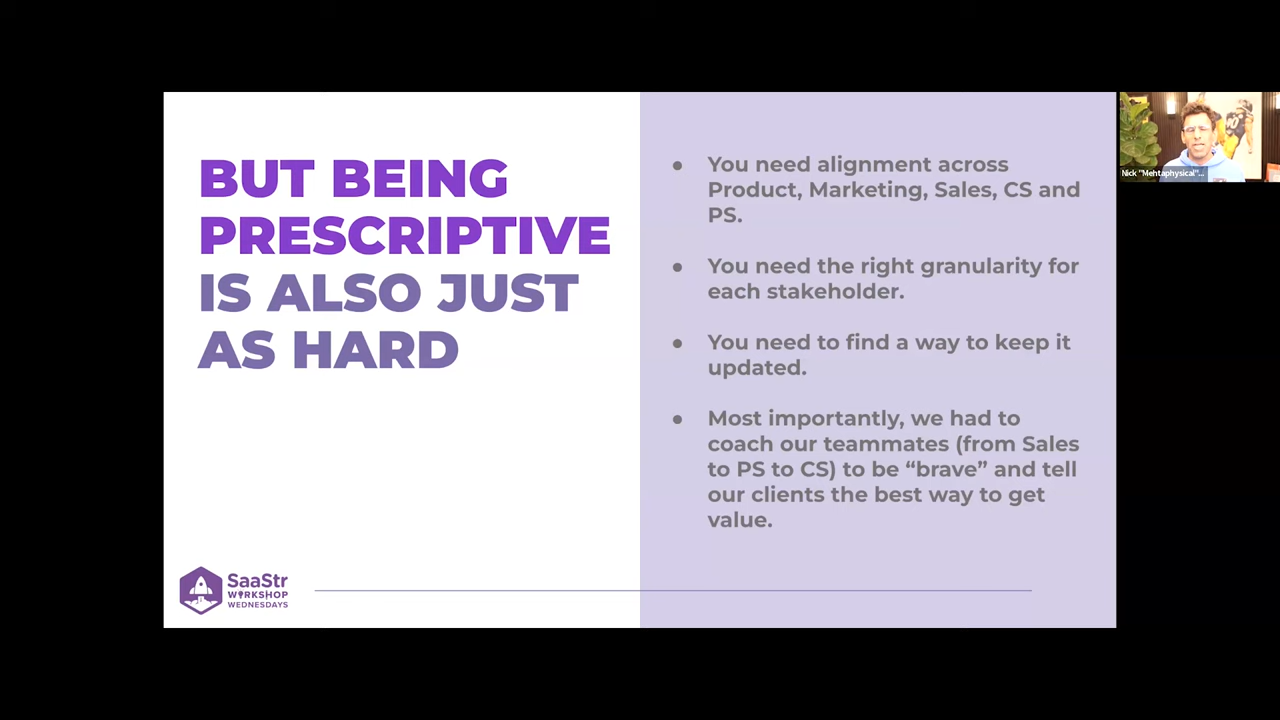 BUT BEING
PRESCRIPTIVE
IS ALSO JUST
AS HARD
● You need alignment across
Product, Marketing, Sales, CS and
PS.
● You need the right granularity for
each stakeholder.
● You need to find a way to keep it
updated.
● Most importantly, we had to
coach our teammates (from Sales
to PS to CS) to be “brave” and tell
our clients the best way to get
value.
SaaStr
WORKSHOP
WEDNESDAYS
Nick "Mehtaphysical"...